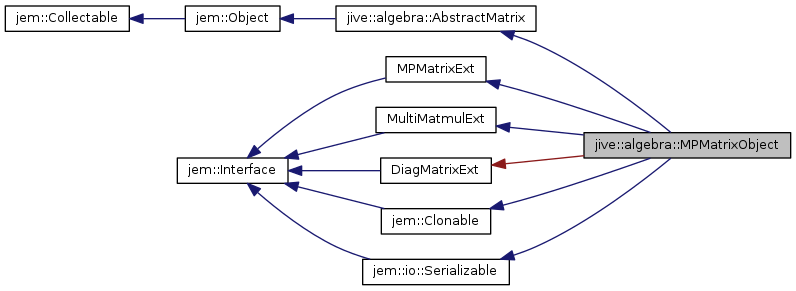 jem::Collectable
jem::Object
jive::algebra::AbstractMatrix
MPMatrixExt
MultiMatmulExt
jive::algebra::MPMatrixObject
jem::Interface
DiagMatrixExt
jem::Clonable
jem::io::Serializable